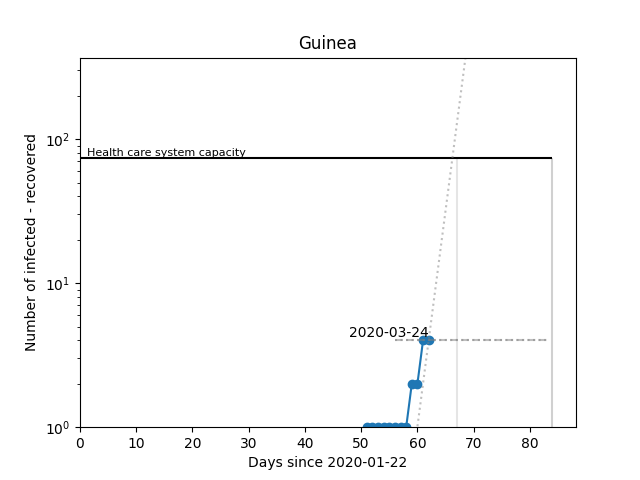 Guinea
Number of infected - recovered
10²
10¹
10⁰
Health care system capacity
2020-03-24
0 10 20 30 40 50 60 70 80
Days since 2020-01-22